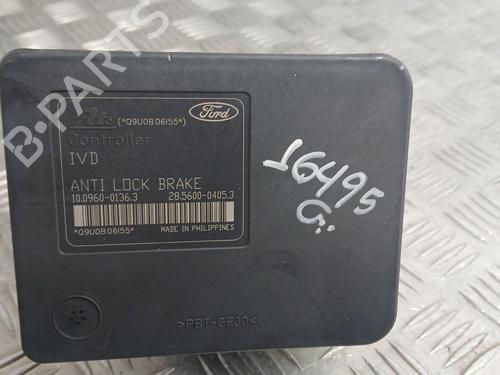 Ate (*Q9U0B06I55*)
Ford
Controller
IVD
ANTI LOCK BRAKE
10.0960-0136.3 28.5600-0405.3
*Q9U0B06I55* MADE IN PHILIPPINES
16495
G.
>PBT-GF30<
B-PARTS